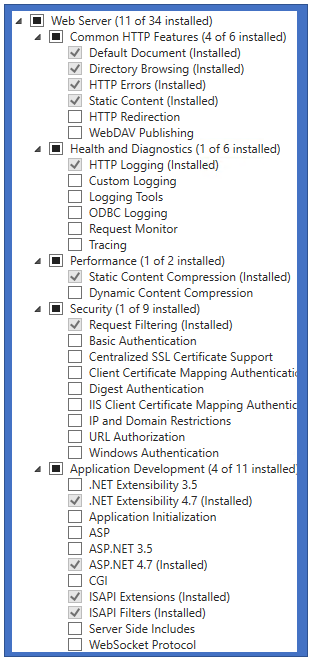 Web Server (11 of 34 installed)
Common HTTP Features (4 of 6 installed)
Default Document (Installed)
Directory Browsing (Installed)
HTTP Errors (Installed)
Static Content (Installed)
HTTP Redirection
WebDAV Publishing
Health and Diagnostics (1 of 6 installed)
HTTP Logging (Installed)
Custom Logging
Logging Tools
ODBC Logging
Request Monitor
Tracing
Performance (1 of 2 installed)
Static Content Compression (Installed)
Dynamic Content Compression
Security (1 of 9 installed)
Request Filtering (Installed)
Basic Authentication
Centralized SSL Certificate Support
Client Certificate Mapping Authentic
Digest Authentication
IIS Client Certificate Mapping Authentic
IP and Domain Restrictions
URL Authorization
Windows Authentication
Application Development (4 of 11 installed)
.NET Extensibility 3.5
.NET Extensibility 4.7 (Installed)
Application Initialization
ASP
ASP.NET 3.5
ASP.NET 4.7 (Installed)
CGI
ISAPI Extensions (Installed)
ISAPI Filters (Installed)
Server Side Includes
WebSocket Protocol